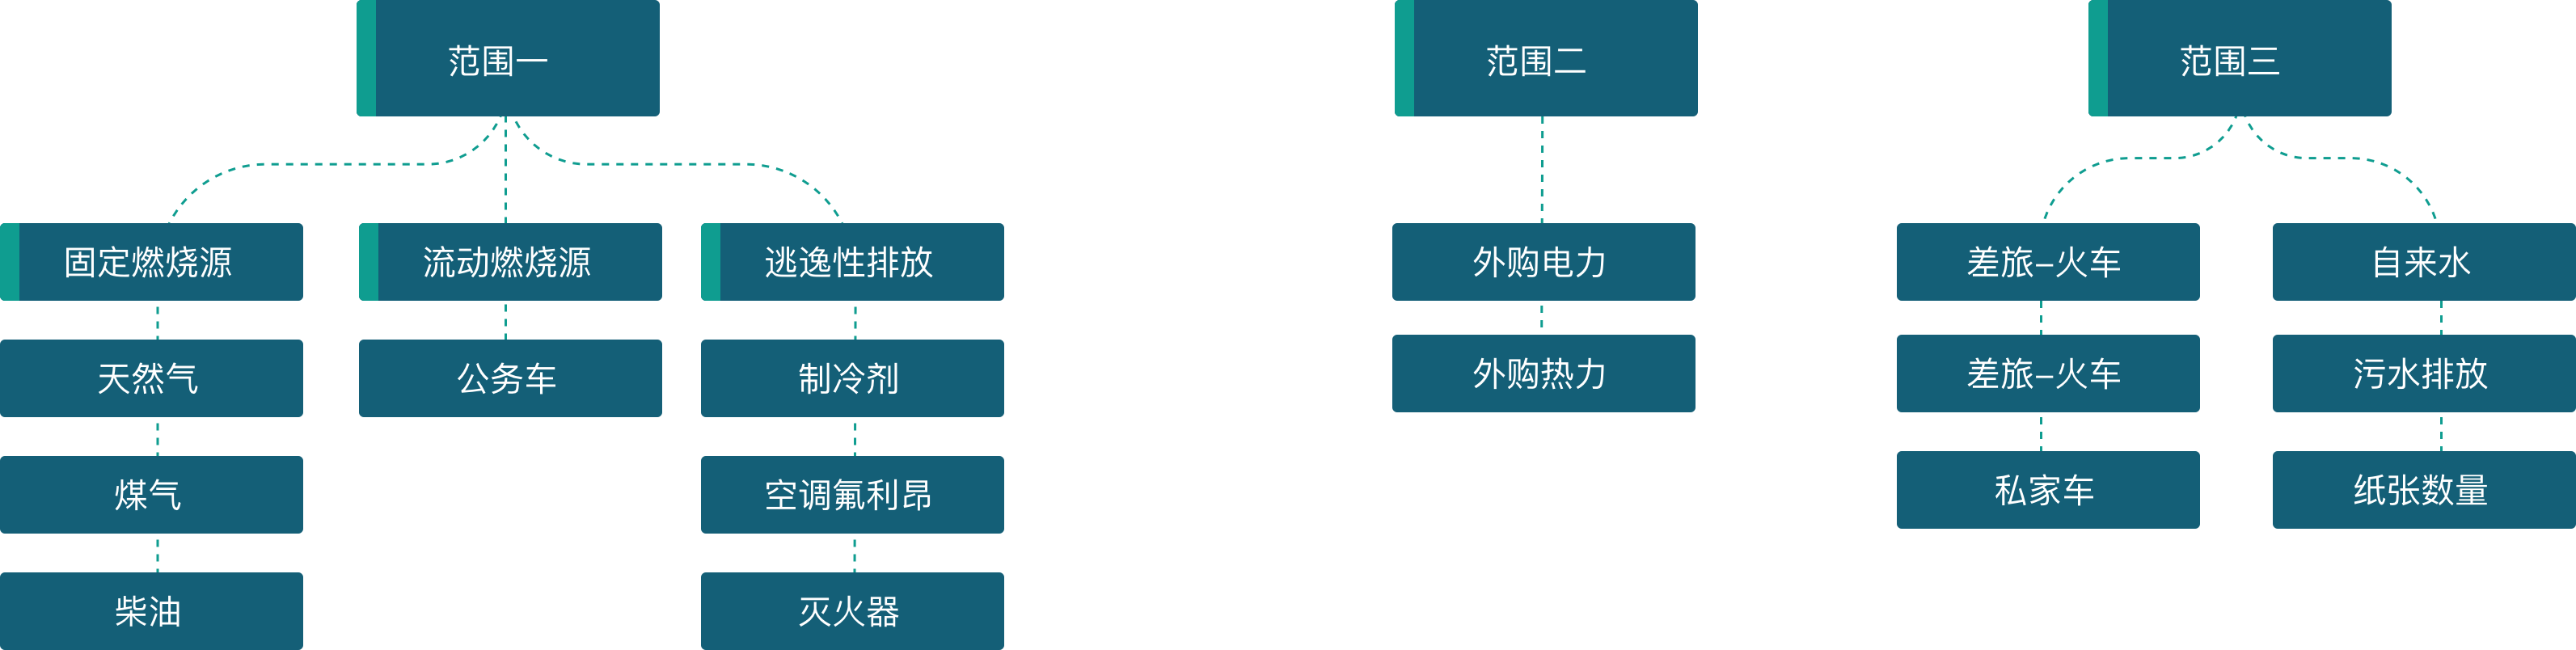 范围一
范围二
范围三
固定燃烧源
流动燃烧源
逃逸性排放
外购电力
差旅–火车
自来水
天然气
公务车
制冷剂
外购热力
差旅–火车
污水排放
煤气
空调氟利昂
私家车
纸张数量
柴油
灭火器